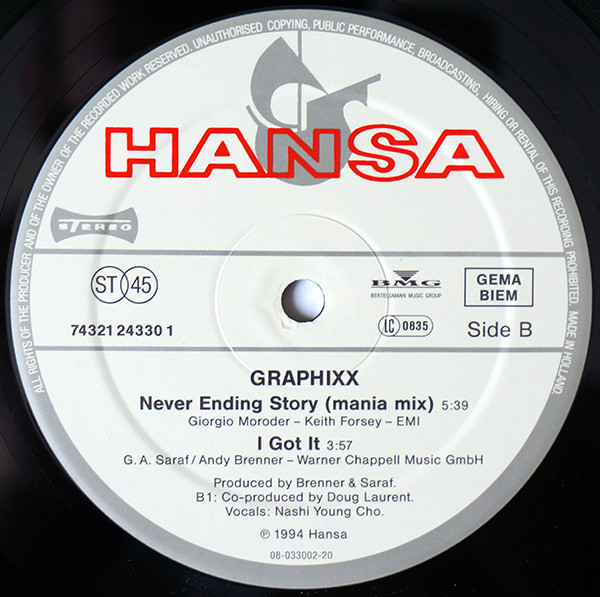 ALL RIGHTS OF THE PRODUCER AND OF THE OWNER OF THE RECORDED WORK RESERVED. UNAUTHORISED COPYING, PUBLIC PERFORMANCE, BROADCASTING, HIRING OR RENTAL OF THIS RECORDING PROHIBITED. MADE IN HOLLAND.
HANSA
STEREO
ST 45
BMG
BERTELSMANN MUSIC GROUP
GEMA
BIEM
74321 24330 1
LC 0835
Side B
GRAPHIXX
Never Ending Story (mania mix) 5:39
Giorgio Moroder – Keith Forsey – EMI
I Got It 3:57
G. A. Saraf / Andy Brenner – Warner Chappell Music GmbH
Produced by Brenner & Saraf.
B1: Co-produced by Doug Laurent.
Vocals: Nashi Young Cho.
℗ 1994 Hansa
08-033002-20